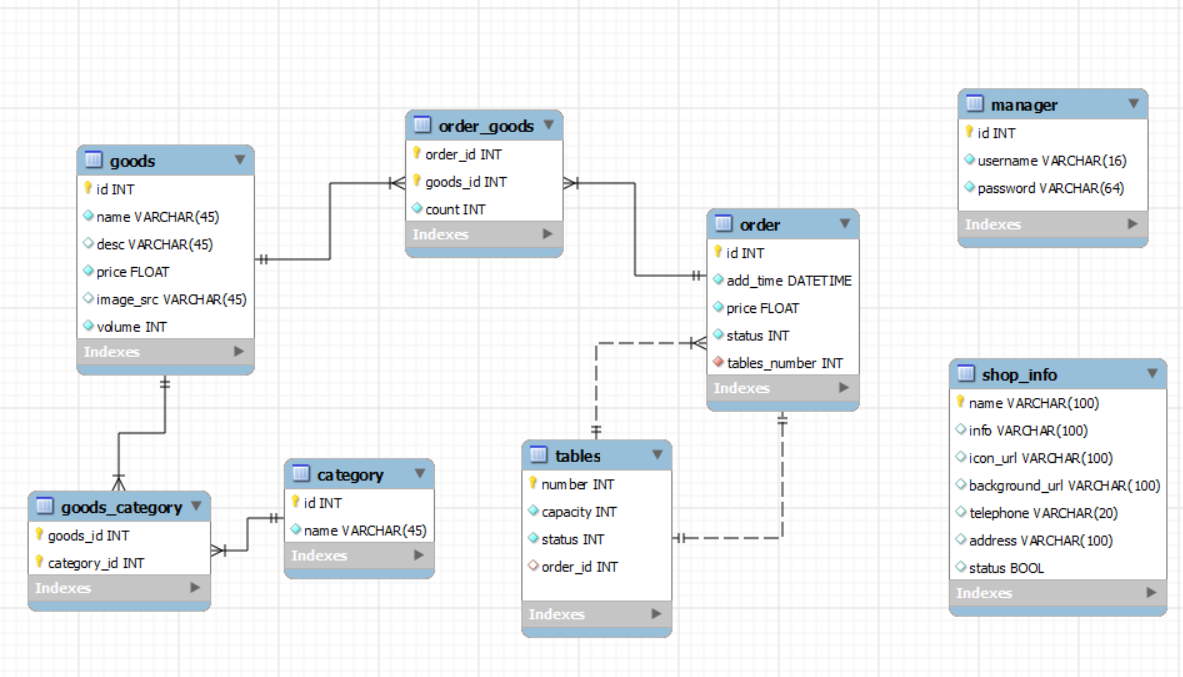 goods
id INT
name VARCHAR(45)
desc VARCHAR(45)
price FLOAT
image_src VARCHAR(45)
volume INT
Indexes
order_goods
order_id INT
goods_id INT
count INT
Indexes
order
id INT
add_time DATETIME
price FLOAT
status INT
tables_number INT
Indexes
manager
id INT
username VARCHAR(16)
password VARCHAR(64)
Indexes
goods_category
goods_id INT
category_id INT
Indexes
category
id INT
name VARCHAR(45)
Indexes
tables
number INT
capacity INT
status INT
order_id INT
Indexes
shop_info
name VARCHAR(100)
info VARCHAR(100)
icon_url VARCHAR(100)
background_url VARCHAR(100)
telephone VARCHAR(20)
address VARCHAR(100)
status BOOL
Indexes